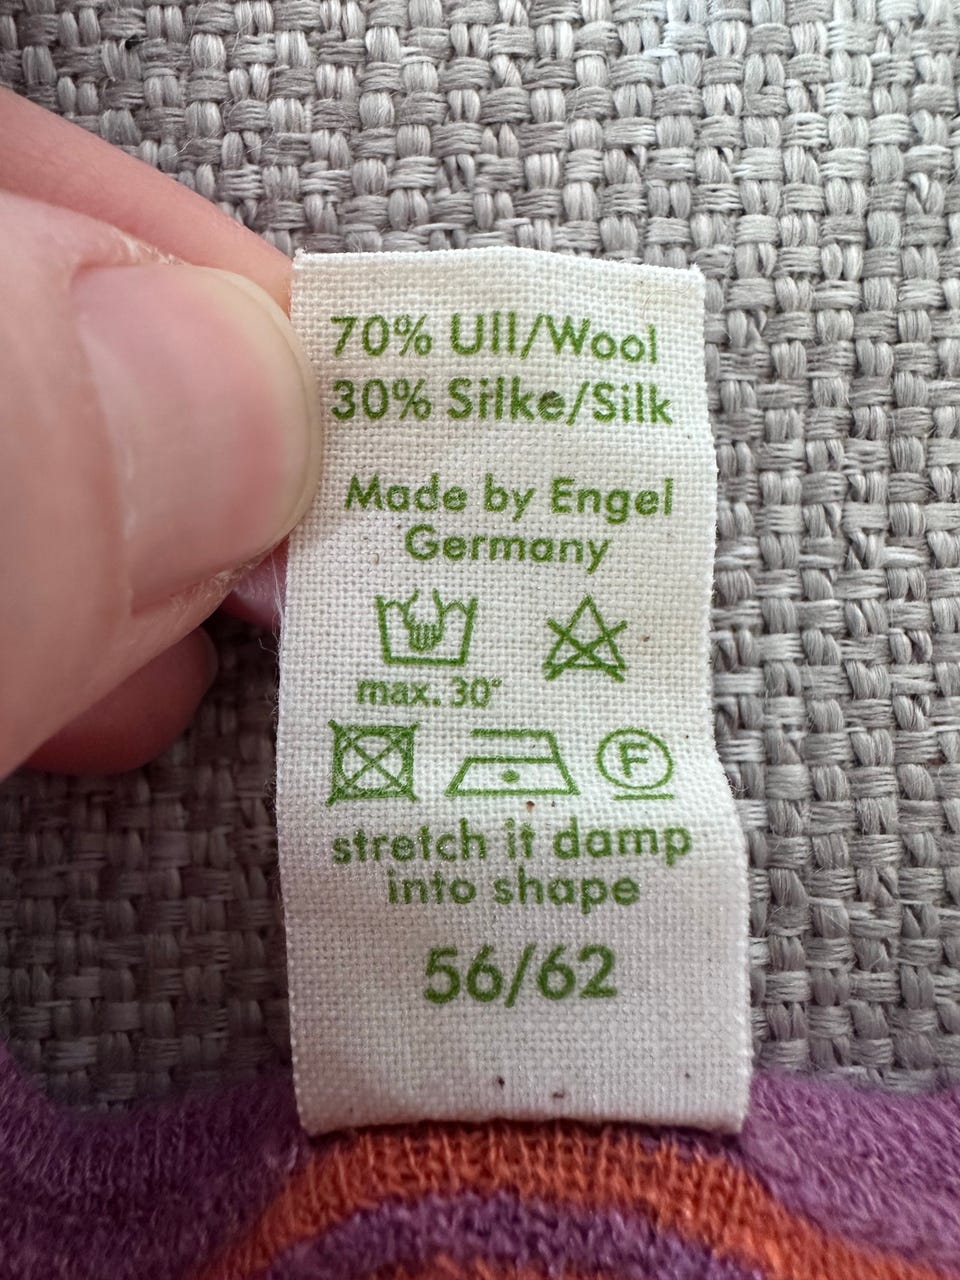 70% Ull/Wool
30% Silke/Silk
Made by Engel
Germany
max. 30°
F
stretch it damp
into shape
56/62